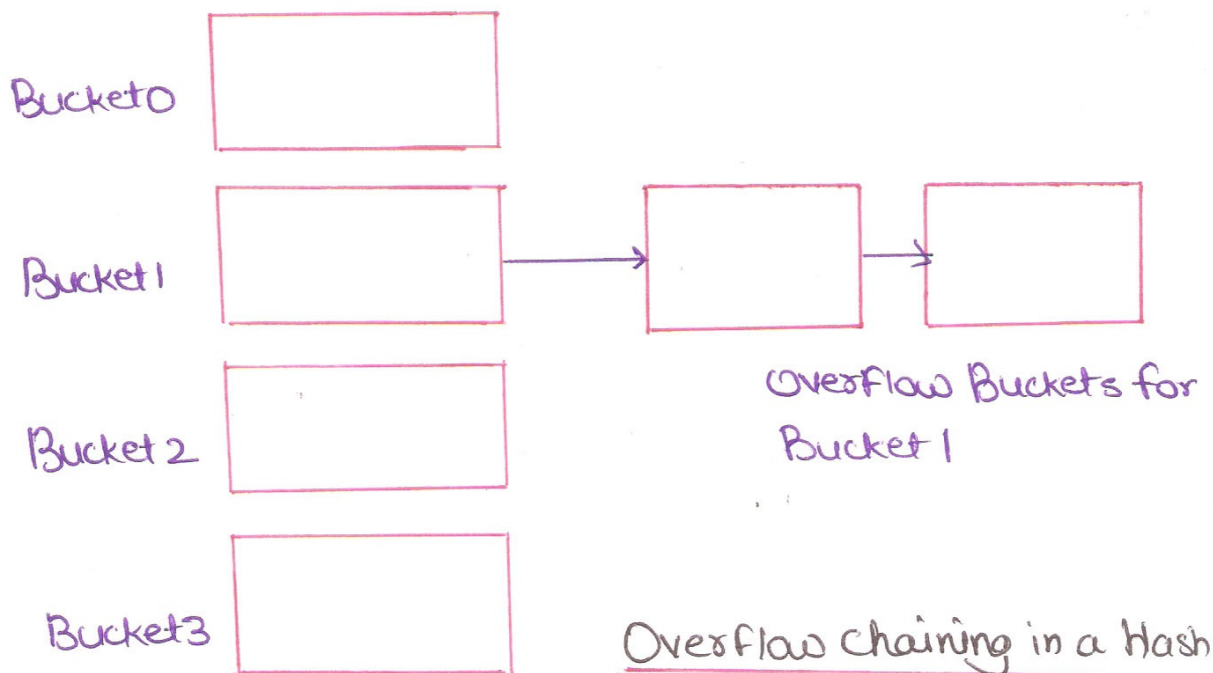 Bucket0
Bucket1
Overflow Buckets for
Bucket 1
Bucket 2
Bucket3
Overflow chaining in a Hash